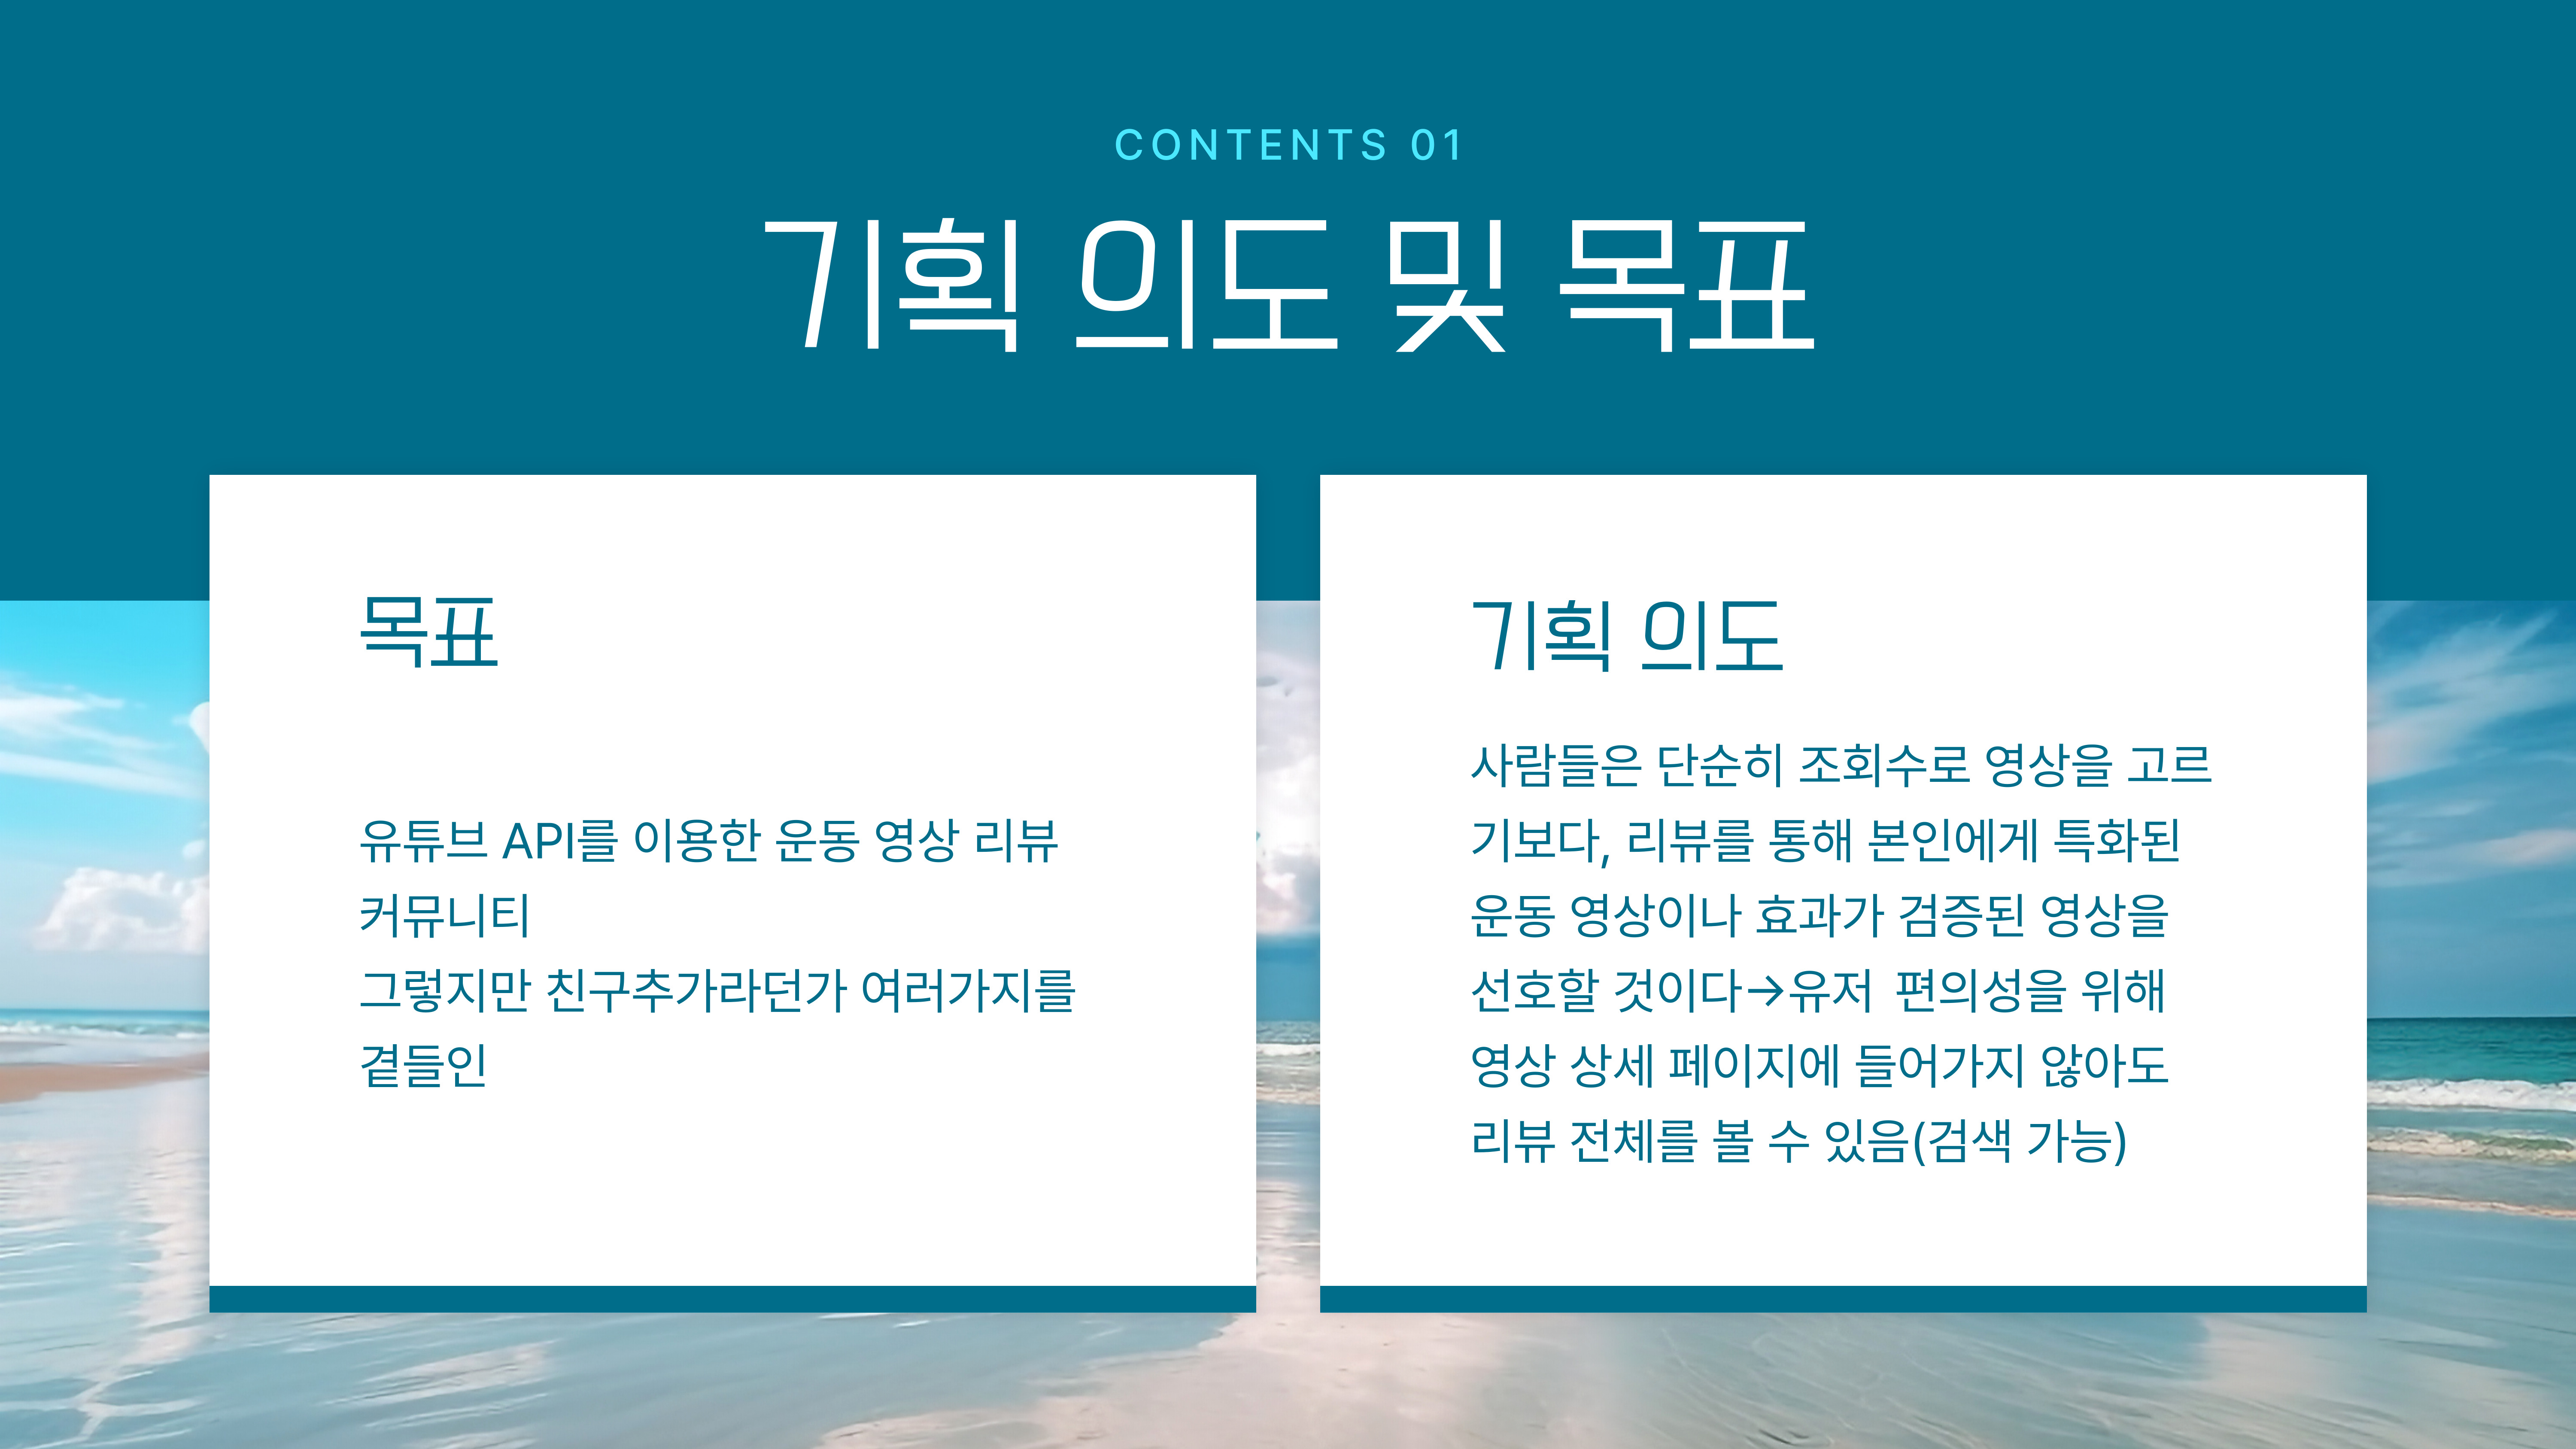 CONTENTS 01
기획 의도 및 목표
목표
유튜브 API를 이용한 운동 영상 리뷰
커뮤니티
그렇지만 친구추가라던가 여러가지를
곁들인
기획 의도
사람들은 단순히 조회수로 영상을 고르
기보다, 리뷰를 통해 본인에게 특화된
운동 영상이나 효과가 검증된 영상을
선호할 것이다→유저 편의성을 위해
영상 상세 페이지에 들어가지 않아도
리뷰 전체를 볼 수 있음(검색 가능)